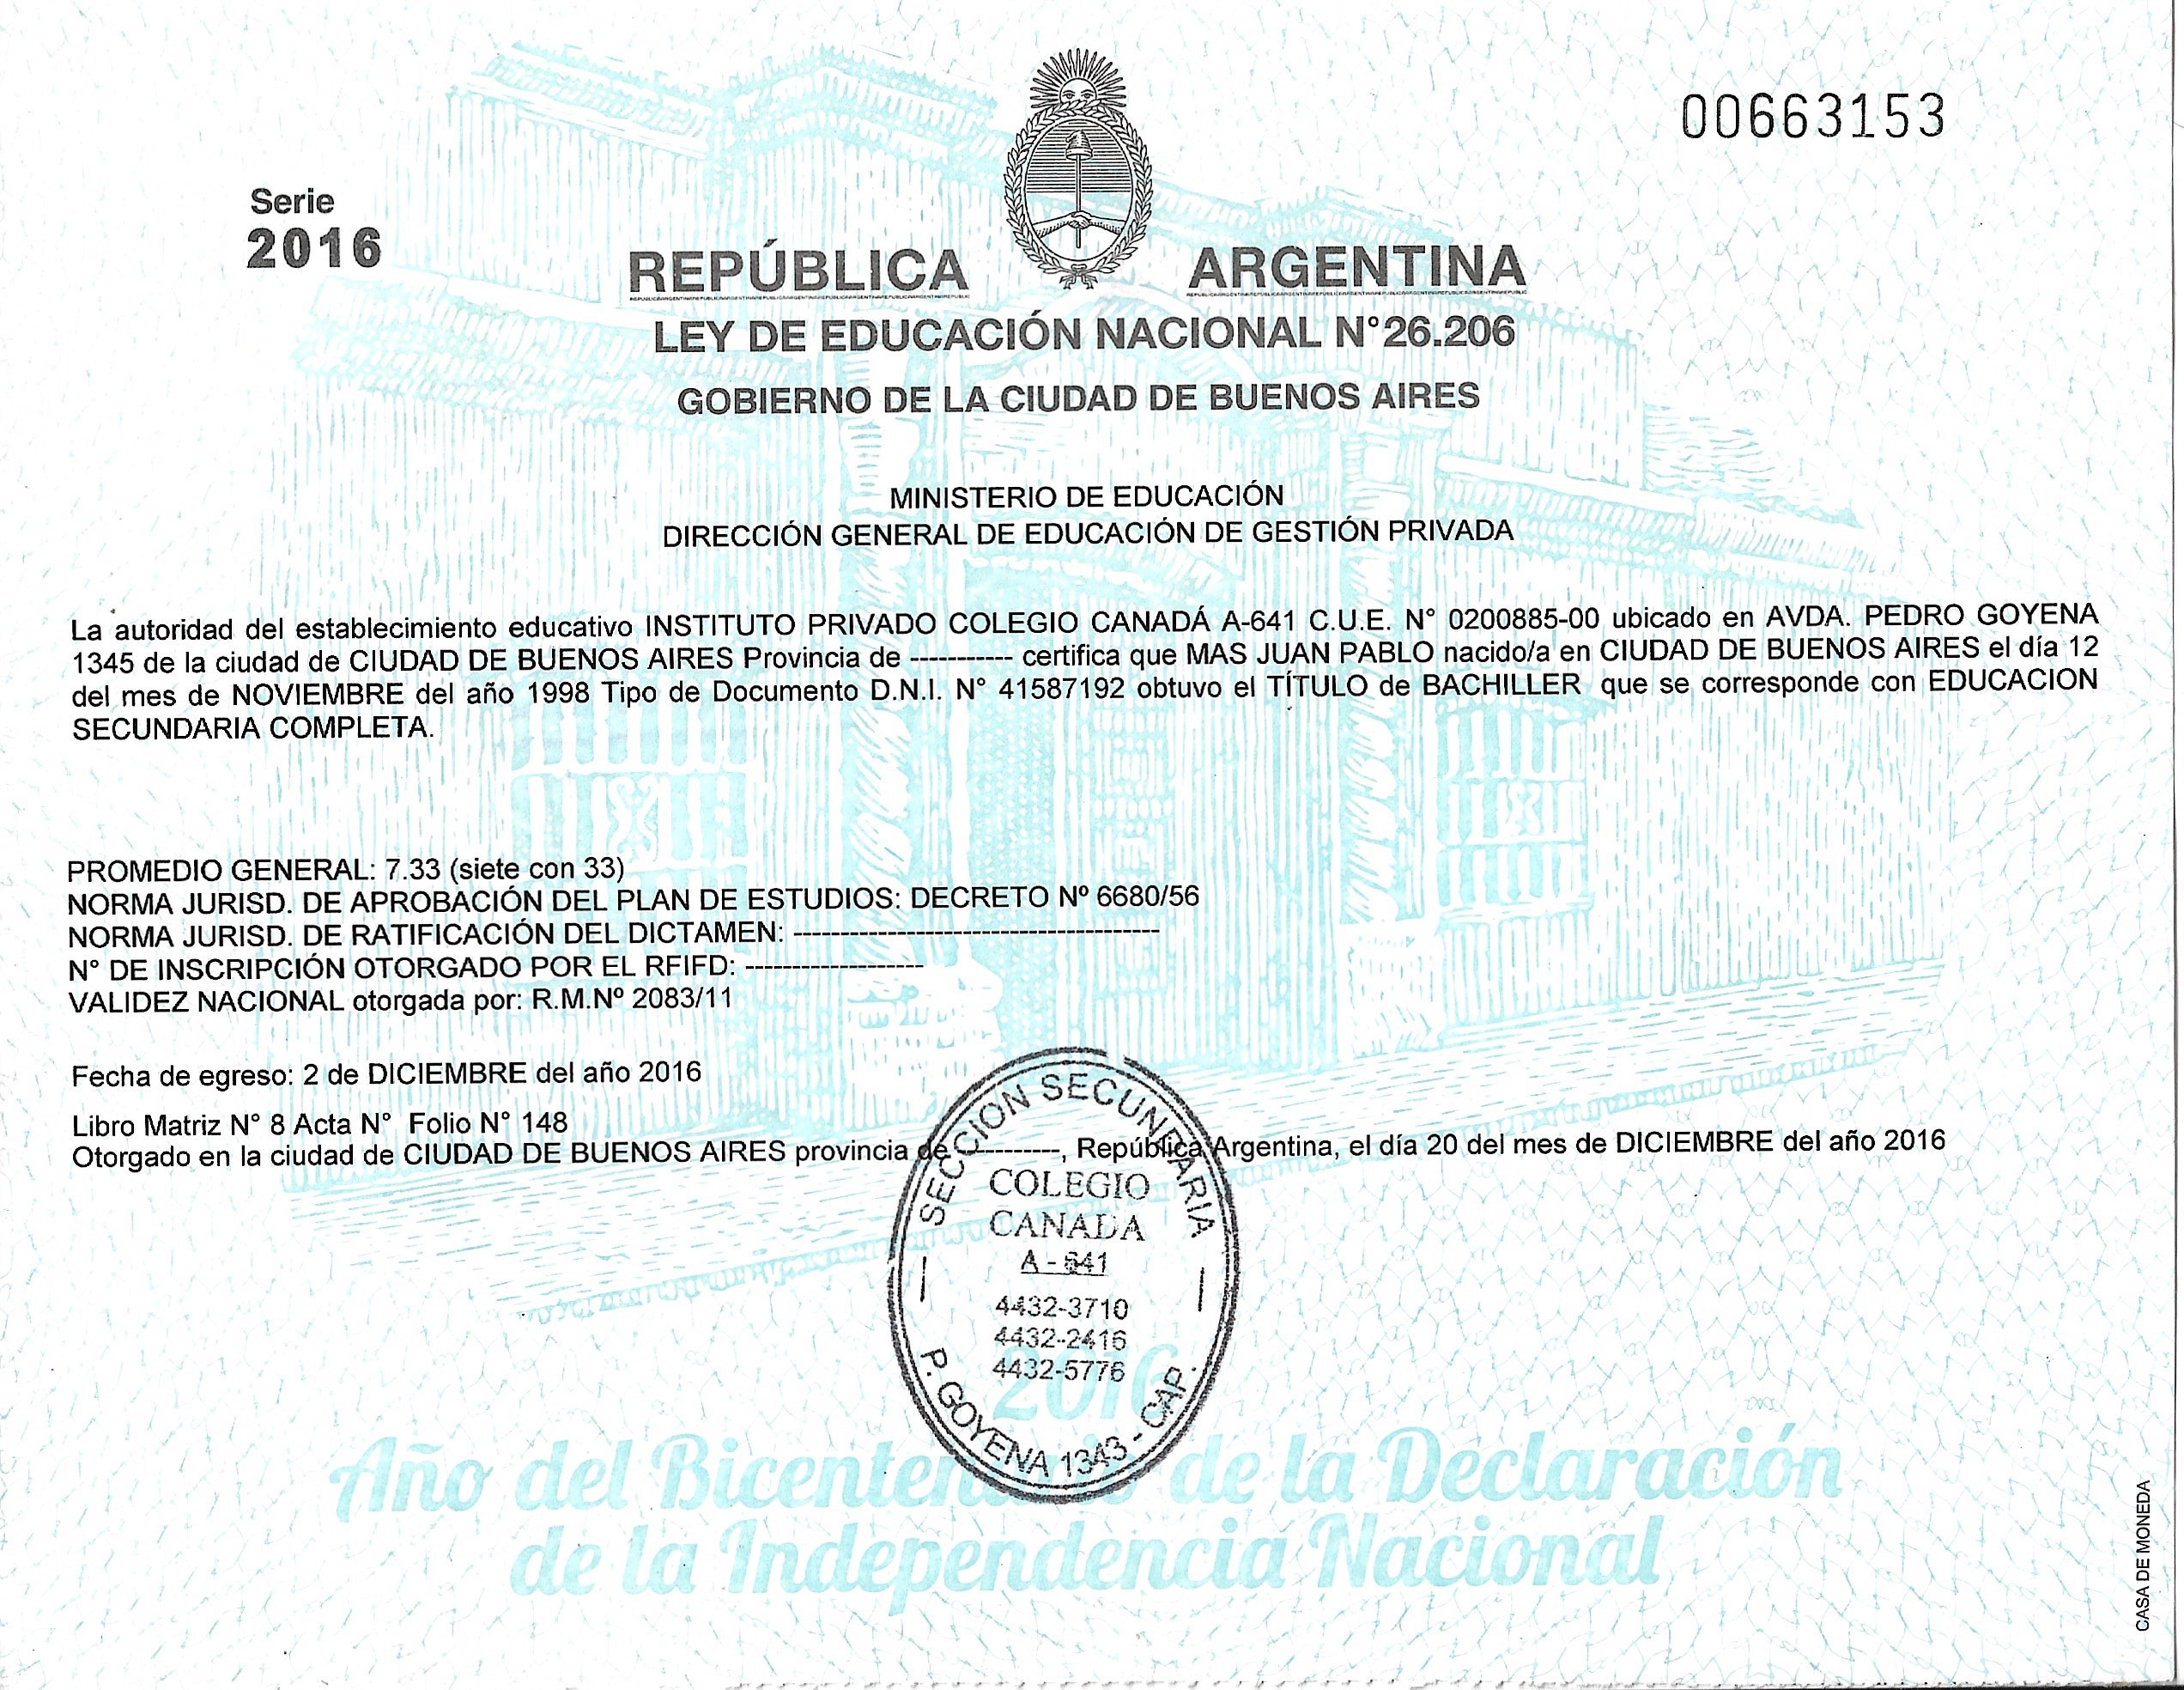 00663153
Serie
2016
REPÚBLICA ARGENTINA
LEY DE EDUCACIÓN NACIONAL N°26.206
GOBIERNO DE LA CIUDAD DE BUENOS AIRES
MINISTERIO DE EDUCACIÓN
DIRECCIÓN GENERAL DE EDUCACIÓN DE GESTIÓN PRIVADA
La autoridad del establecimiento educativo INSTITUTO PRIVADO COLEGIO CANADÁ A-641 C.U.E. N° 0200885-00 ubicado en AVDA. PEDRO GOYENA
1345 de la ciudad de CIUDAD DE BUENOS AIRES Provincia de ----------- certifica que MAS JUAN PABLO nacido/a en CIUDAD DE BUENOS AIRES el día 12
del mes de NOVIEMBRE del año 1998 Tipo de Documento D.N.I. N° 41587192 obtuvo el TÍTULO de BACHILLER que se corresponde con EDUCACION
SECUNDARIA COMPLETA.
PROMEDIO GENERAL: 7.33 (siete con 33)
NORMA JURISD. DE APROBACIÓN DEL PLAN DE ESTUDIOS: DECRETO Nº 6680/56
NORMA JURISD. DE RATIFICACIÓN DEL DICTAMEN: ---------------------------------------
N° DE INSCRIPCIÓN OTORGADO POR EL RFIFD: -------------------
VALIDEZ NACIONAL otorgada por: R.M.Nº 2083/11
Fecha de egreso: 2 de DICIEMBRE del año 2016
Libro Matriz N° 8 Acta N° Folio N° 148
Otorgado en la ciudad de CIUDAD DE BUENOS AIRES provincia de ----------, República Argentina, el día 20 del mes de DICIEMBRE del año 2016
SECCION SECUNDARIA
COLEGIO
CANADA
A-641
4432-3710
4432-2416
4432-5776
P. GOYENA 1343 - CAP.
2016
Año del Bicentenario de la Declaración
de la Independencia Nacional
CASA DE MONEDA